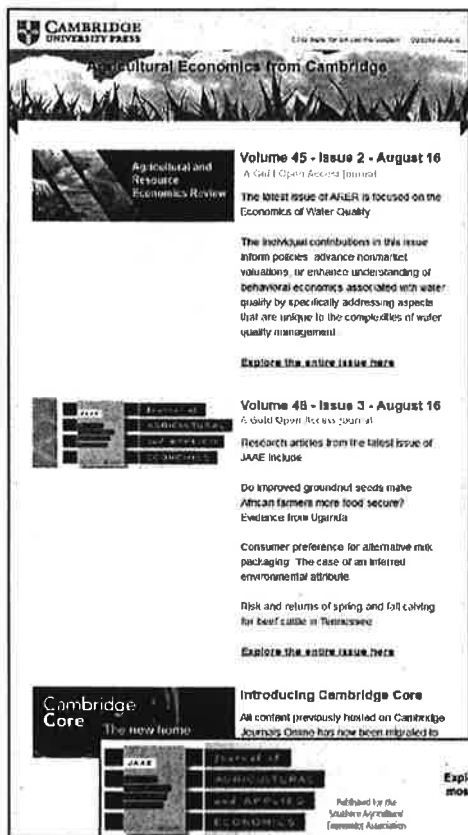 CAMBRIDGE
UNIVERSITY PRESS
Agricultural Economics from Cambridge
Agricultural and
Resource
Economics Review
Volume 45 - Issue 2 - August 16
A Gold Open Access Journal
The latest issue of ARER is focused on the
Economics of Water Quality
The individual contributions in this issue
inform policies, advance nonmarket
valuations, or enhance understanding of
behavioral economics associated with water
quality by specifically addressing aspects
that are unique to the complexities of water
quality management
Explore the entire issue here
JAAE
Journal of
AGRICULTURAL
and APPLIED
ECONOMICS
Volume 48 - Issue 3 - August 16
A Gold Open Access Journal
Research articles from the latest issue of
JAAE include
Do improved groundnut seeds make
African farmers more food secure?
Evidence from Uganda
Consumer preference for alternative milk
packaging: The case of an inferred
environmental attribute
Risk and returns of spring and fall calving
for beef cattle in Tennessee
Explore the entire issue here
Cambridge
Core
The new home
Introducing Cambridge Core
All content previously hosted on Cambridge
Journals Online has now been migrated to
JAAE
Journal of
AGRICULTURAL
and APPLIED
ECONOMICS
Published for the
Southern Agricultural
Economics Association
Expl
mos